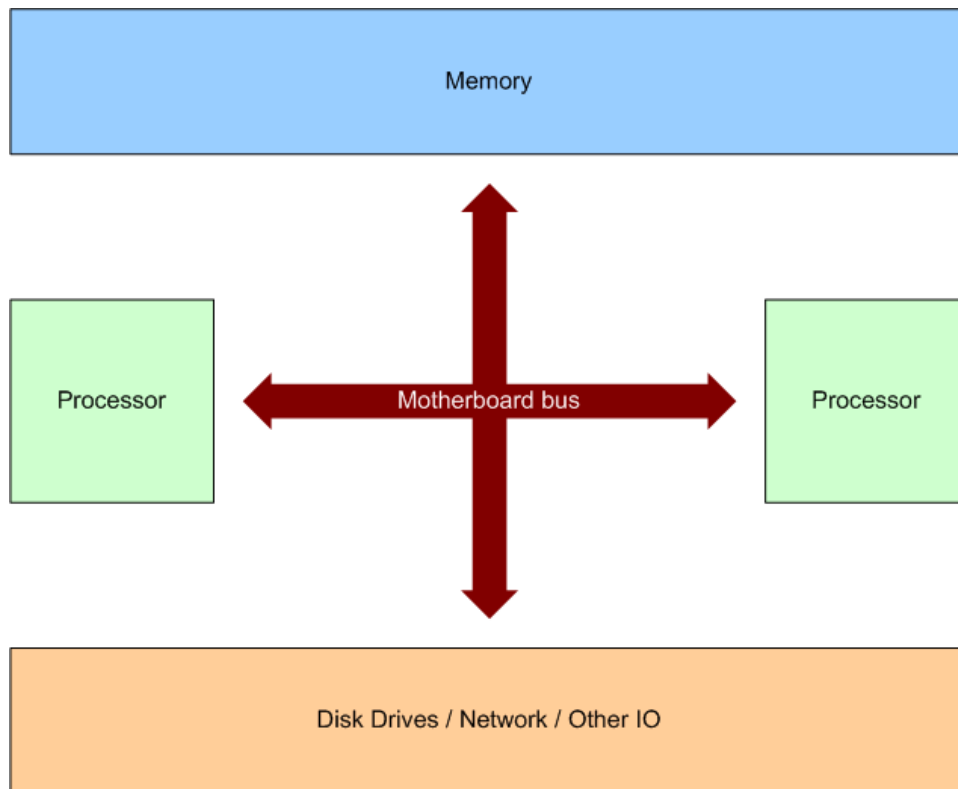 Memory
Processor
Motherboard bus
Processor
Disk Drives / Network / Other IO